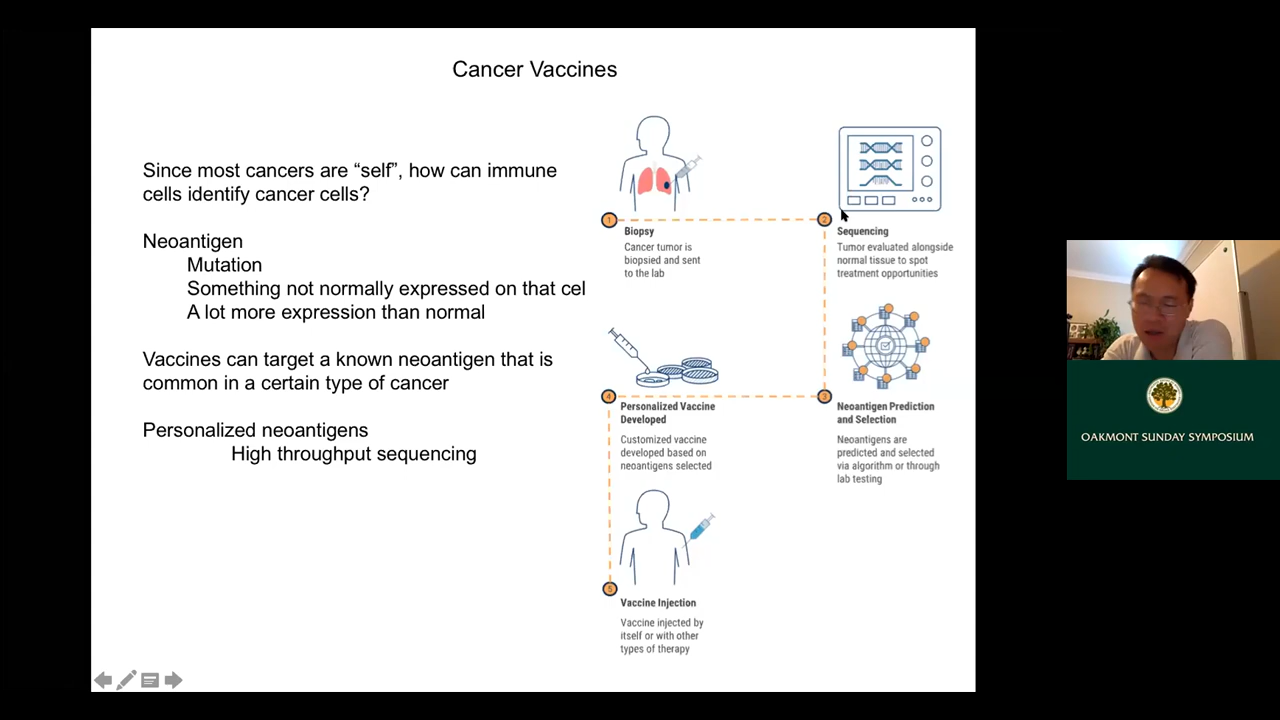 Cancer Vaccines
Since most cancers are “self”, how can immune
cells identify cancer cells?
Neoantigen
Mutation
Something not normally expressed on that cel
A lot more expression than normal
Vaccines can target a known neoantigen that is
common in a certain type of cancer
Personalized neoantigens
High throughput sequencing
1
Biopsy
Cancer tumor is
biopsied and sent
to the lab
2
Sequencing
Tumor evaluated alongside
normal tissue to spot
treatment opportunities
3
Neoantigen Prediction
and Selection
Neoantigens are
predicted and selected
via algorithm or through
lab testing
4
Personalized Vaccine
Developed
Customized vaccine
developed based on
neoantigens selected
5
Vaccine Injection
Vaccine injected by
itself or with other
types of therapy
OAKMONT SUNDAY SYMPOSIUM